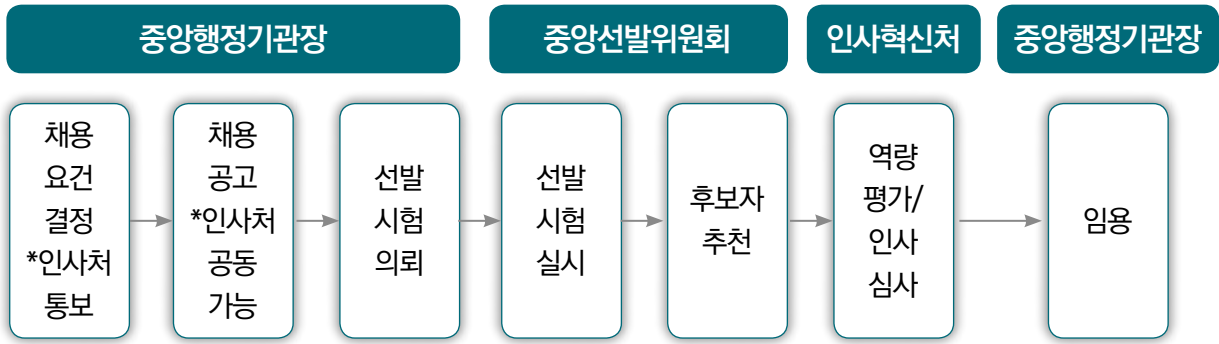 중앙행정기관장
중앙선발위원회
인사혁신처
중앙행정기관장
채용
요건
결정
*인사처
통보
채용
공고
*인사처
공동
가능
선발
시험
의뢰
선발
시험
실시
후보자
추천
역량
평가/
인사
심사
임용